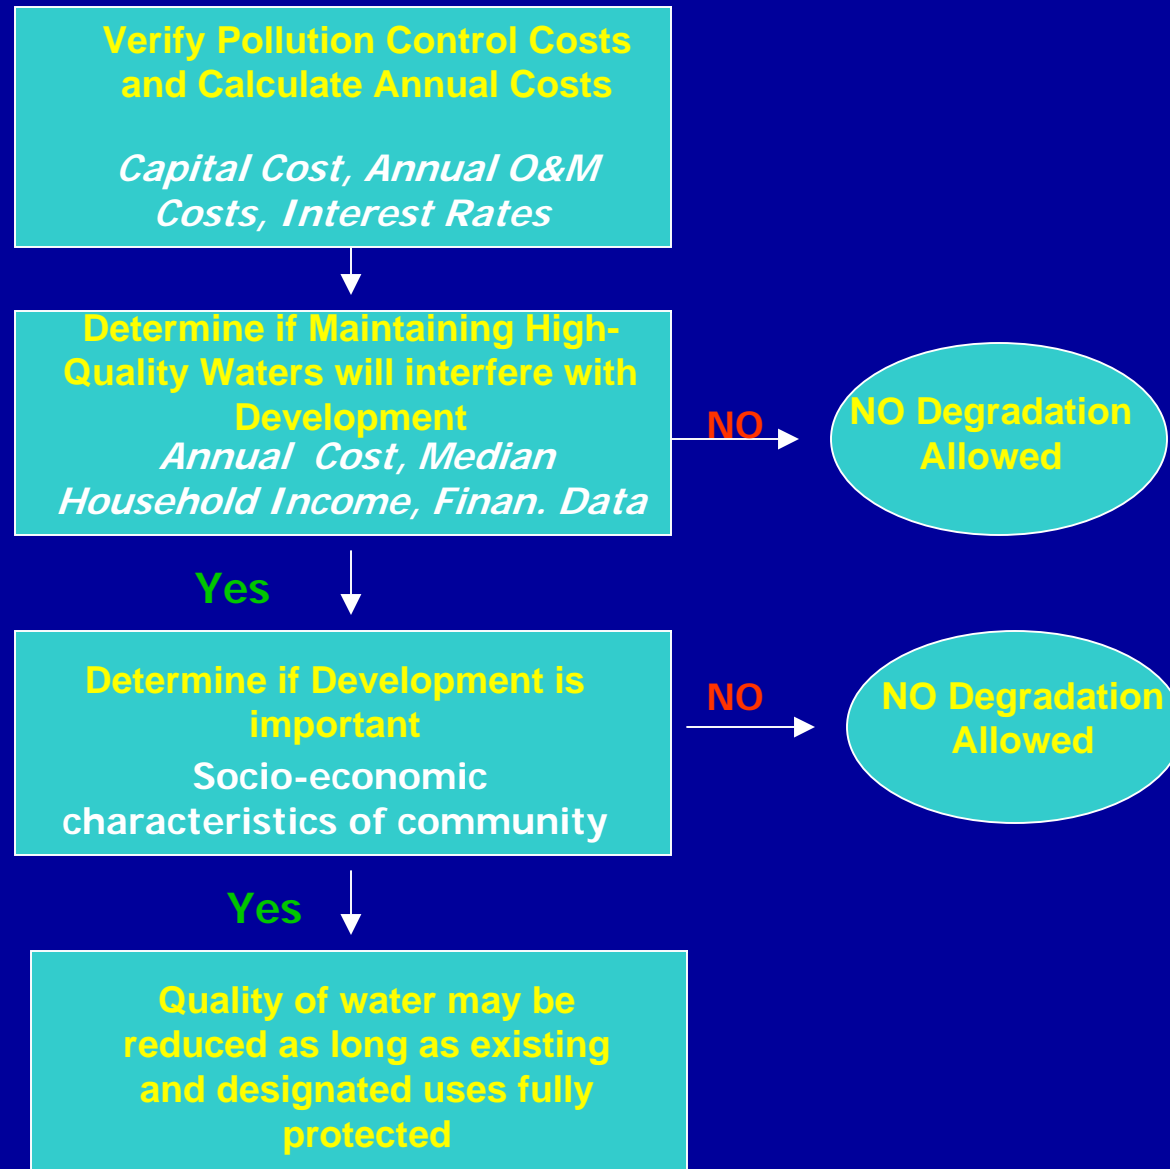 Verify Pollution Control Costs
and Calculate Annual Costs
Capital Cost, Annual O&M
Costs, Interest Rates
Determine if Maintaining High-
Quality Waters will interfere with
Development
Annual Cost, Median
Household Income, Finan. Data
NO
NO Degradation
Allowed
Yes
Determine if Development is
important
Socio-economic
characteristics of community
NO
NO Degradation
Allowed
Yes
Quality of water may be
reduced as long as existing
and designated uses fully
protected